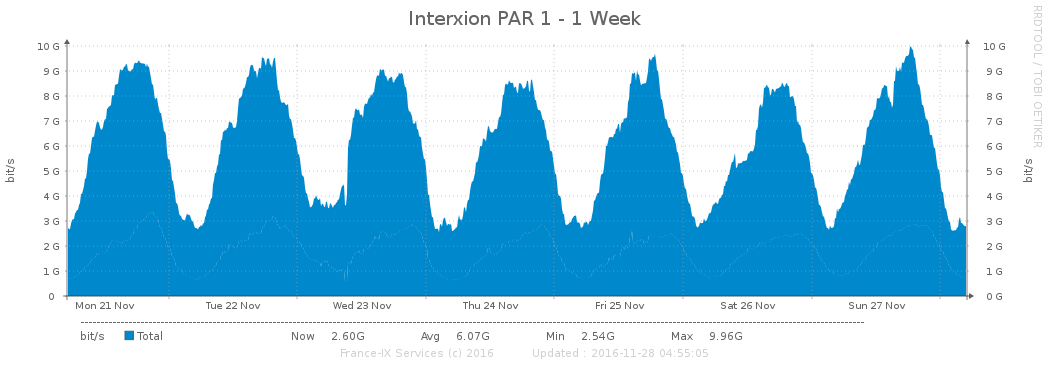 Interxion PAR 1 - 1 Week
RRDTOOL / TOBI OETIKER
bit/s
10 G 10 G
9 G 9 G
8 G 8 G
7 G 7 G
6 G 6 G
5 G 5 G
4 G 4 G
3 G 3 G
2 G 2 G
1 G 1 G
0 0 G
bit/s
Mon 21 Nov Tue 22 Nov Wed 23 Nov Thu 24 Nov Fri 25 Nov Sat 26 Nov Sun 27 Nov
bit/s Total Now 2.60G Avg 6.07G Min 2.54G Max 9.96G
France-IX Services (c) 2016 Updated : 2016-11-28 04:55:05